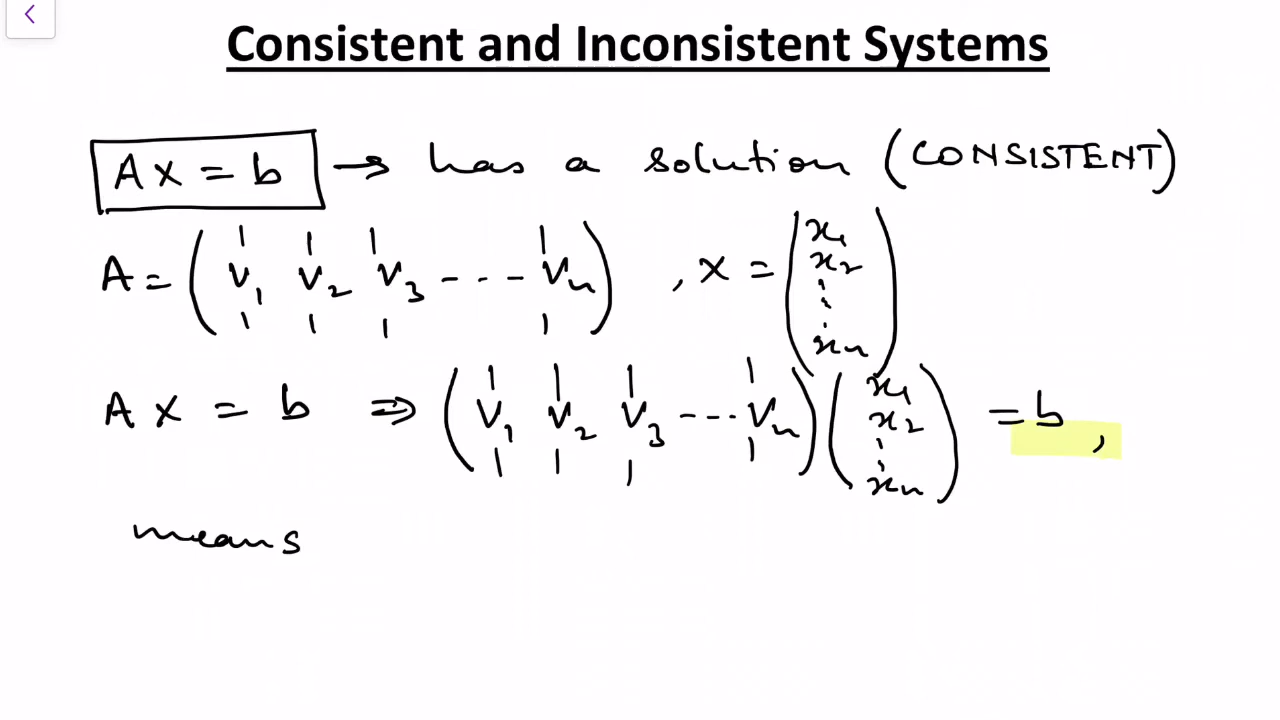 Consistent and Inconsistent Systems
Ax = b → has a solution (CONSISTENT)
A = ( v₁ v₂ v₃ --- vₙ ) , x = ( x₁ x₂ ⋮ xₙ )
Ax = b ⇒ ( v₁ v₂ v₃ --- vₙ ) ( x₁ x₂ ⋮ xₙ ) = b ,
means